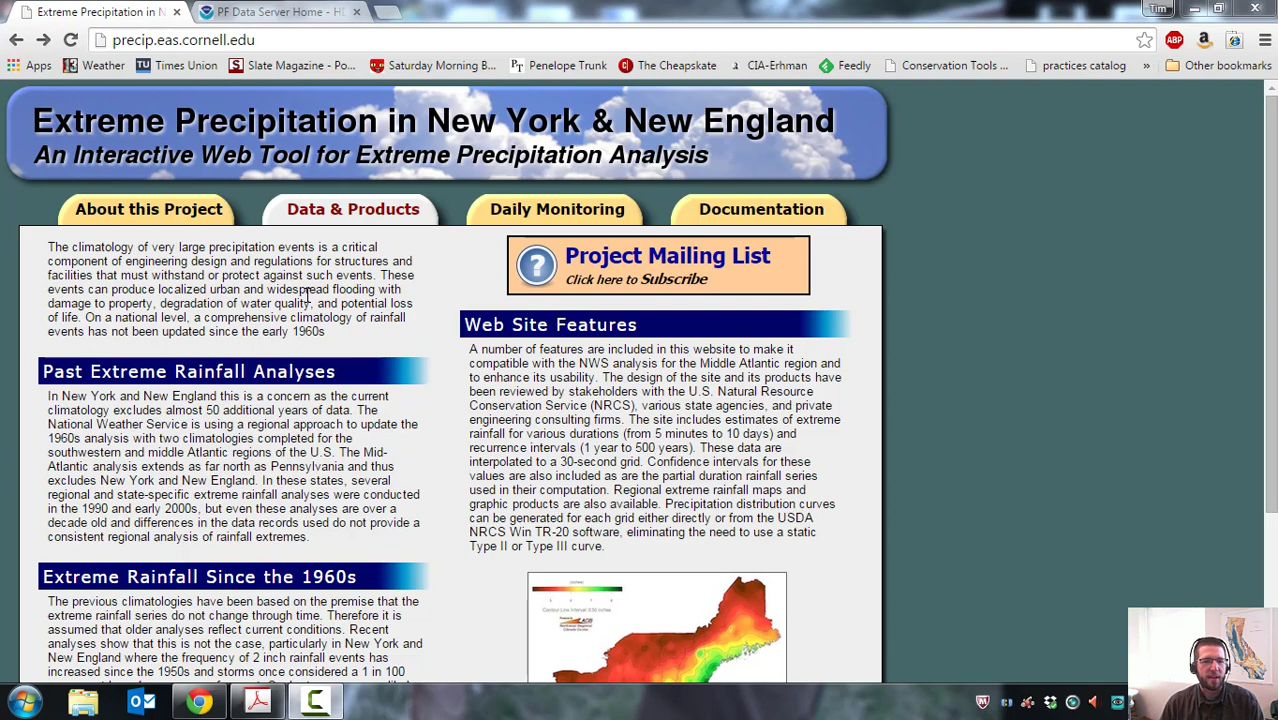 Extreme Precipitation in N
PF Data Server Home - HD
Tim
precip.eas.cornell.edu
ABP
Apps
Weather
TU Times Union
S Slate Magazine - Po...
Saturday Morning B...
PT Penelope Trunk
The Cheapskate
CIA-Erhman
Feedly
Conservation Tools ...
practices catalog
»
Other bookmarks
Extreme Precipitation in New York & New England
An Interactive Web Tool for Extreme Precipitation Analysis
About this Project
Data & Products
Daily Monitoring
Documentation
The climatology of very large precipitation events is a critical
component of engineering design and regulations for structures and
facilities that must withstand or protect against such events. These
events can produce localized urban and widespread flooding with
damage to property, degradation of water quality, and potential loss
of life. On a national level, a comprehensive climatology of rainfall
events has not been updated since the early 1960s
Past Extreme Rainfall Analyses
In New York and New England this is a concern as the current
climatology excludes almost 50 additional years of data. The
National Weather Service is using a regional approach to update the
1960s analysis with two climatologies completed for the
southwestern and middle Atlantic regions of the U.S. The Mid-
Atlantic analysis extends as far north as Pennsylvania and thus
excludes New York and New England. In these states, several
regional and state-specific extreme rainfall analyses were conducted
in the 1990 and early 2000s, but even these analyses are over a
decade old and differences in the data records used do not provide a
consistent regional analysis of rainfall extremes.
Extreme Rainfall Since the 1960s
The previous climatologies have been based on the premise that the
extreme rainfall series do not change through time. Therefore it is
assumed that older analyses reflect current conditions. Recent
analyses show that this is not the case, particularly in New York and
New England where the frequency of 2 inch rainfall events has
increased since the 1950s and storms once considered a 1 in 100
? Project Mailing List
Click here to Subscribe
Web Site Features
A number of features are included in this website to make it
compatible with the NWS analysis for the Middle Atlantic region and
to enhance its usability. The design of the site and its products have
been reviewed by stakeholders with the U.S. Natural Resource
Conservation Service (NRCS), various state agencies, and private
engineering consulting firms. The site includes estimates of extreme
rainfall for various durations (from 5 minutes to 10 days) and
recurrence intervals (1 year to 500 years). These data are
interpolated to a 30-second grid. Confidence intervals for these
values are also included as are the partial duration rainfall series
used in their computation. Regional extreme rainfall maps and
graphic products are also available. Precipitation distribution curves
can be generated for each grid either directly or from the USDA
NRCS Win TR-20 software, eliminating the need to use a static
Type II or Type III curve.
(inches)
Contour Line Interval 0.50 inches